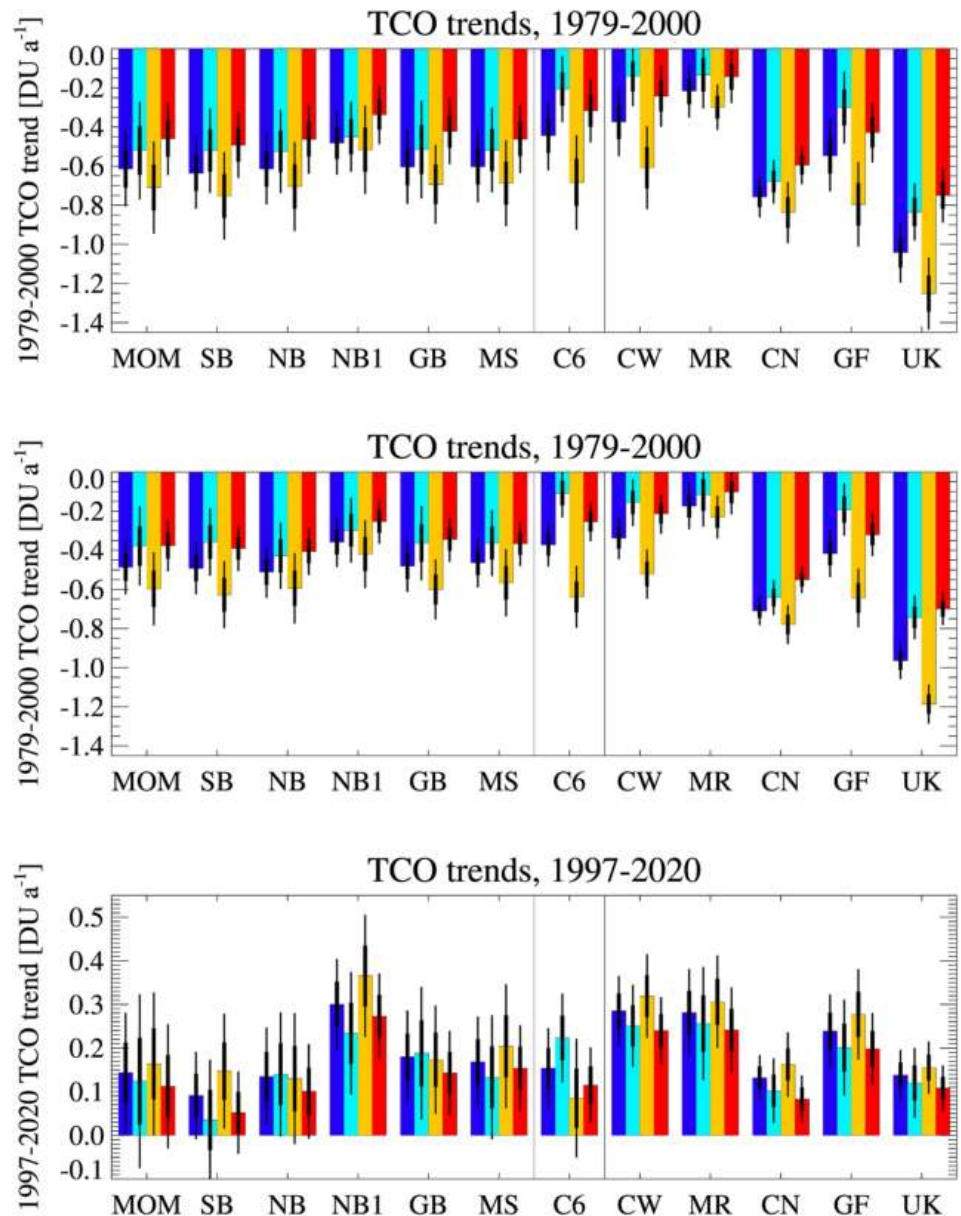 TCO trends, 1979-2000
1979-2000 TCO trend [DU a⁻¹]
0.0
-0.2
-0.4
-0.6
-0.8
-1.0
-1.2
-1.4
MOM SB NB NB1 GB MS C6 CW MR CN GF UK
TCO trends, 1979-2000
1979-2000 TCO trend [DU a⁻¹]
0.0
-0.2
-0.4
-0.6
-0.8
-1.0
-1.2
-1.4
MOM SB NB NB1 GB MS C6 CW MR CN GF UK
TCO trends, 1997-2020
1997-2020 TCO trend [DU a⁻¹]
0.5
0.4
0.3
0.2
0.1
0.0
-0.1
MOM SB NB NB1 GB MS C6 CW MR CN GF UK